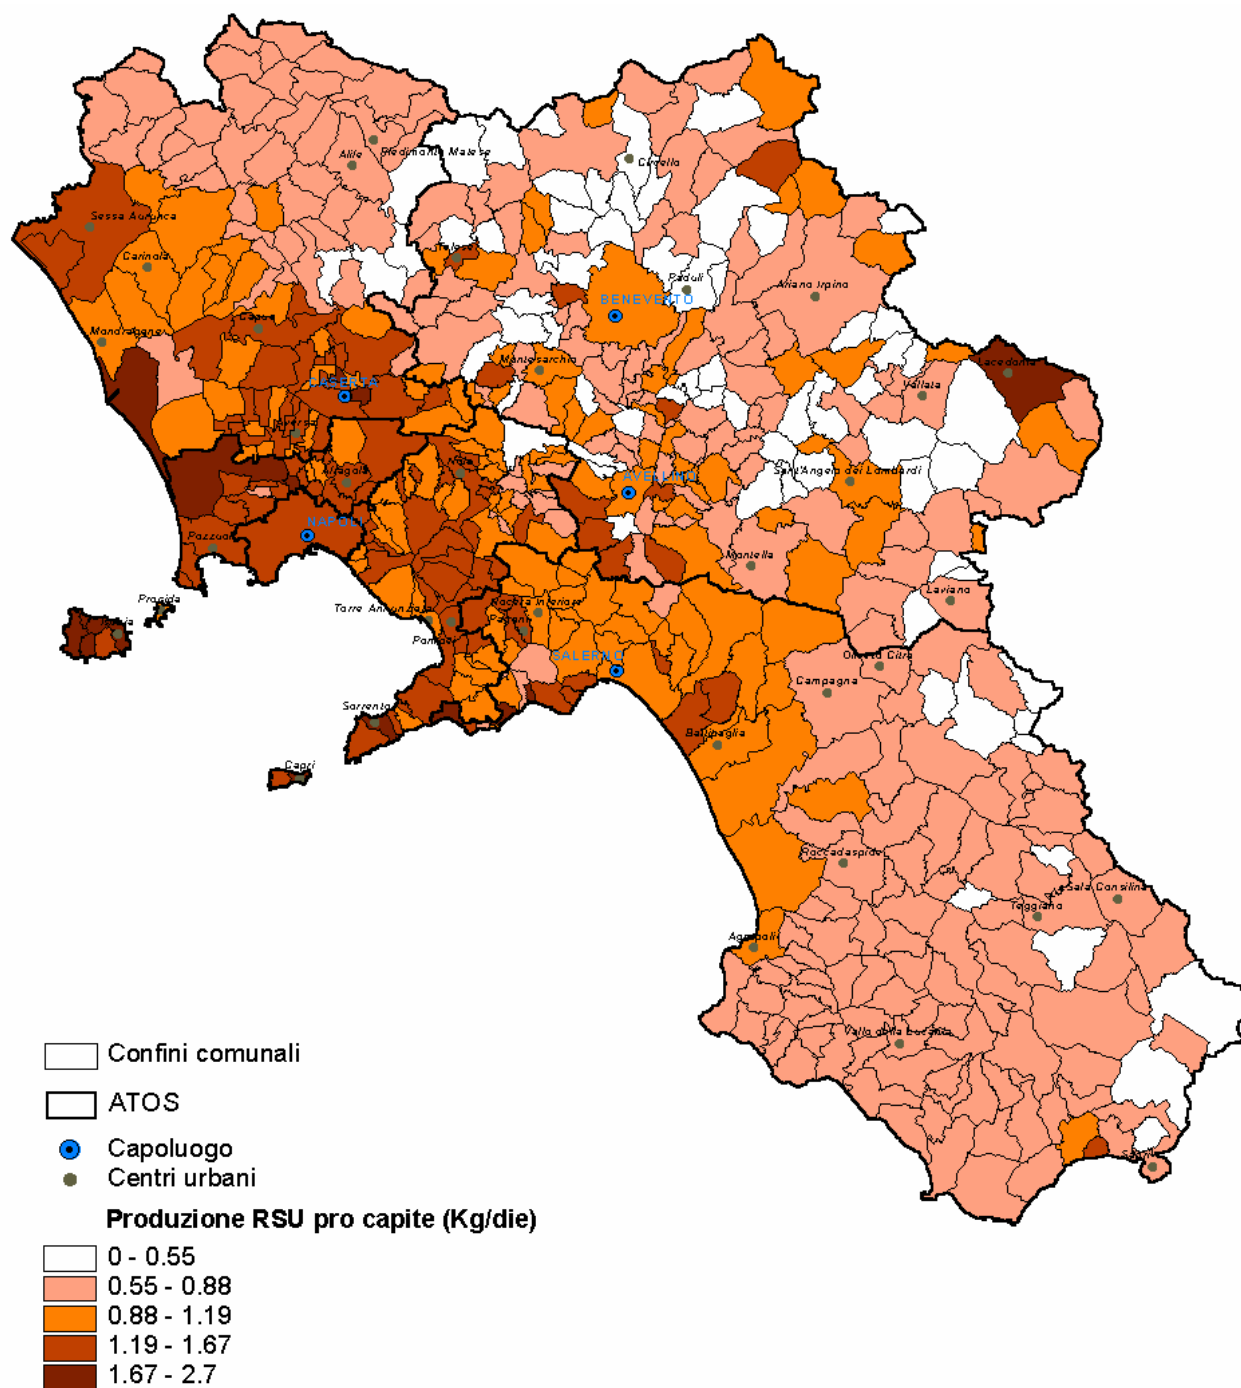 Piedimonte Matese
Alife
Circello
Sessa Aurunca
Telese
Carinola
Paduli
Ariano Irpino
BENEVENTO
Capua
Mondragone
Montesarchio
Lacedonia
CASERTA
Vallata
Aversa
Nola
Afragola
AVELLINO
Sant'Angelo dei Lombardi
NAPOLI
Pozzuoli
Montella
Laviano
Procida
Ischia
Torre Annunziata
Nocera Inferiore
Pagani
Pompei
SALERNO
Oliveto Citra
Campagna
Sorrento
Battipaglia
Capri
Roccadaspide
Sala Consilina
Teggiano
Agropoli
Vallo della Lucania
Sapri
Confini comunali
ATOS
Capoluogo
Centri urbani
Produzione RSU pro capite (Kg/die)
0 - 0.55
0.55 - 0.88
0.88 - 1.19
1.19 - 1.67
1.67 - 2.7